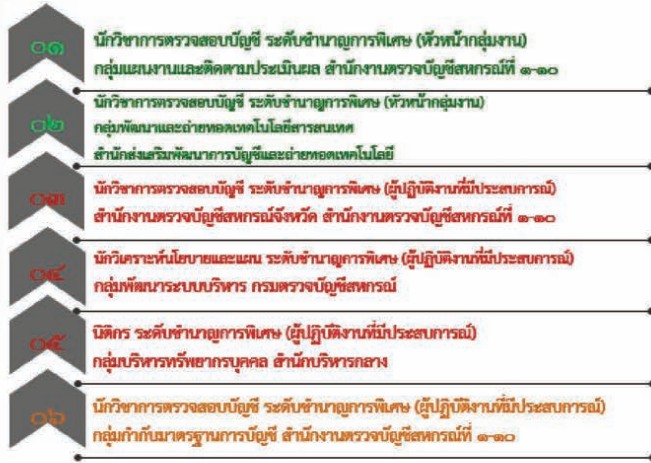 ๐๑
นักวิชาการตรวจสอบบัญชี ระดับชำนาญการพิเศษ (หัวหน้ากลุ่มงาน)
กลุ่มแผนงานและติดตามประเมินผล สำนักงานตรวจบัญชีสหกรณ์ที่ ๑-๑๐
๐๒
นักวิชาการตรวจสอบบัญชี ระดับชำนาญการพิเศษ (หัวหน้ากลุ่มงาน)
กลุ่มพัฒนาและถ่ายทอดเทคโนโลยีสารสนเทศ
สำนักส่งเสริมพัฒนาการบัญชีและถ่ายทอดเทคโนโลยี
๐๓
นักวิชาการตรวจสอบบัญชี ระดับชำนาญการพิเศษ (ผู้ปฏิบัติงานที่มีประสบการณ์)
สำนักงานตรวจบัญชีสหกรณ์จังหวัด สำนักงานตรวจบัญชีสหกรณ์ที่ ๑-๑๐
๐๔
นักวิเคราะห์นโยบายและแผน ระดับชำนาญการพิเศษ (ผู้ปฏิบัติงานที่มีประสบการณ์)
กลุ่มพัฒนาระบบบริหาร กรมตรวจบัญชีสหกรณ์
๐๕
นิติกร ระดับชำนาญการพิเศษ (ผู้ปฏิบัติงานที่มีประสบการณ์)
กลุ่มบริหารทรัพยากรบุคคล สำนักบริหารกลาง
๐๖
นักวิชาการตรวจสอบบัญชี ระดับชำนาญการพิเศษ (ผู้ปฏิบัติงานที่มีประสบการณ์)
กลุ่มกำกับมาตรฐานการบัญชี สำนักงานตรวจบัญชีสหกรณ์ที่ ๑-๑๐